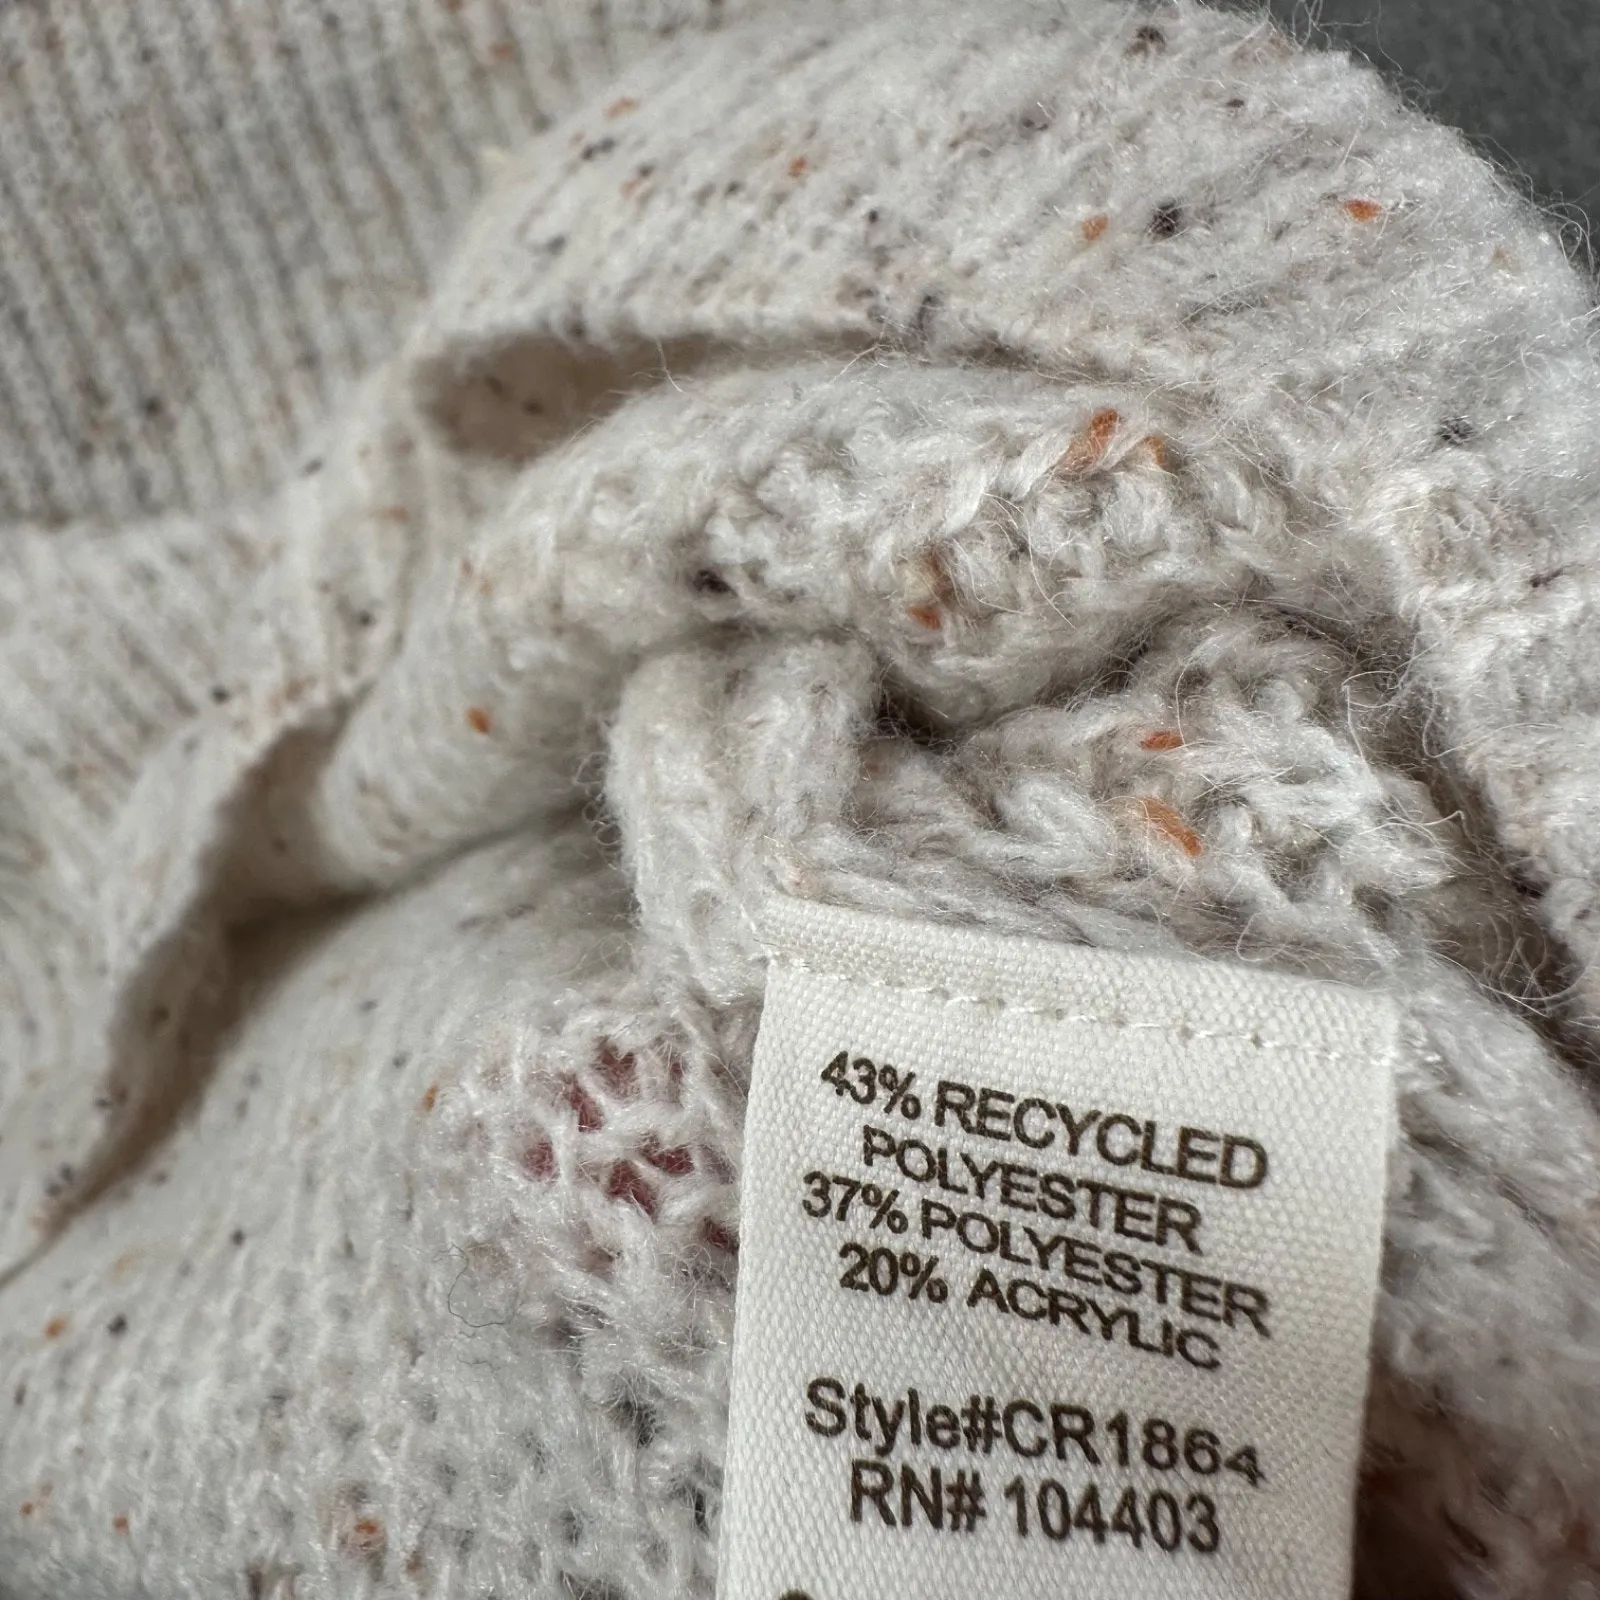 43% RECYCLED
POLYESTER
37% POLYESTER
20% ACRYLIC
Style#CR1864
RN# 104403